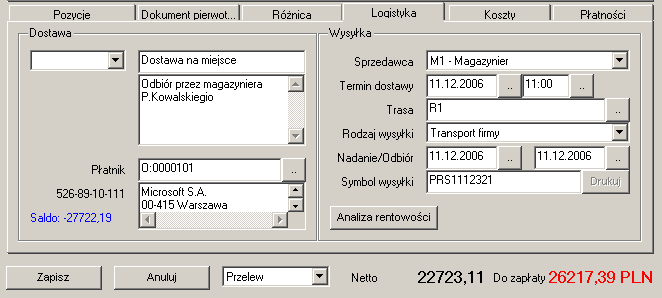 Pozycje Dokument pierwot... Różnica Logistyka Koszty Płatności
Dostawa
Dostawa na miejsce
Odbiór przez magazyniera
P.Kowalskiego
Płatnik O:0000101 ..
526-89-10-111 Microsoft S.A.
00-415 Warszawa
Saldo: -27722,19
Wysyłka
Sprzedawca M1 - Magazynier
Termin dostawy 11.12.2006 .. 11:00 ..
Trasa R1 ..
Rodzaj wysyłki Transport firmy
Nadanie/Odbiór 11.12.2006 .. 11.12.2006 ..
Symbol wysyłki PRS1112321 Drukuj
Analiza rentowości
Zapisz Anuluj Przelew Netto 22723,11 Do zapłaty 26217,39 PLN